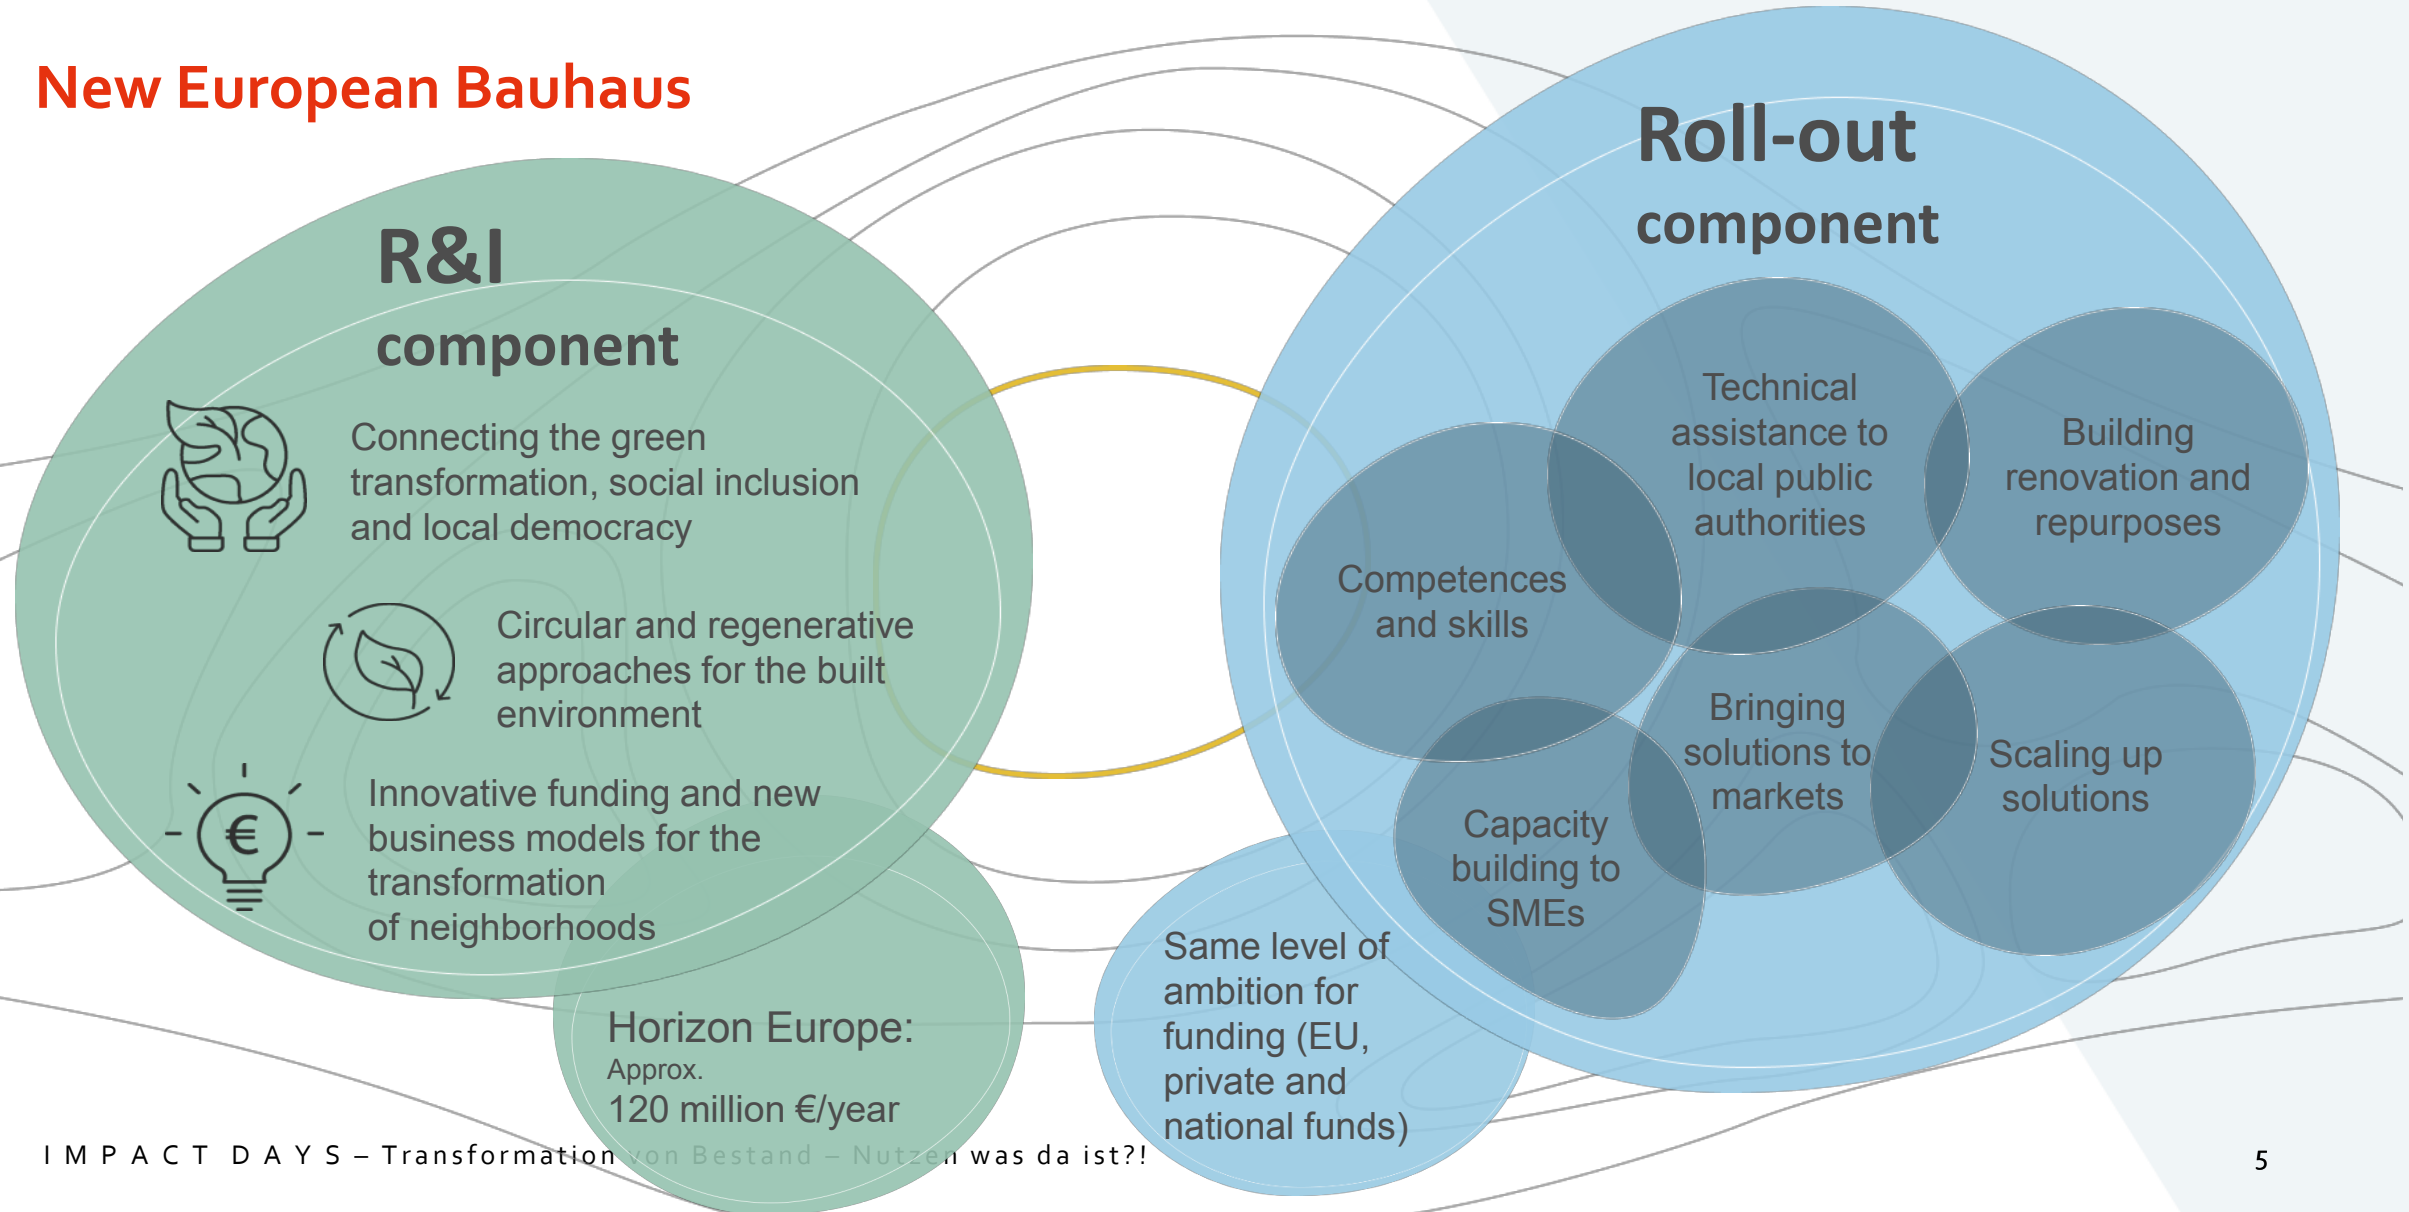 New European Bauhaus
R&I
component
Connecting the green
transformation, social inclusion
and local democracy
Circular and regenerative
approaches for the built
environment
€
Innovative funding and new
business models for the
transformation
of neighborhoods
Horizon Europe:
Approx.
120 million €/year
Roll-out
component
Technical
assistance to
local public
authorities
Building
renovation and
repurposes
Competences
and skills
Bringing
solutions to
markets
Scaling up
solutions
Capacity
building to
SMEs
Same level of
ambition for
funding (EU,
private and
national funds)
IMPACT DAYS – Transformation von Bestand – Nutzen was da ist?!
5